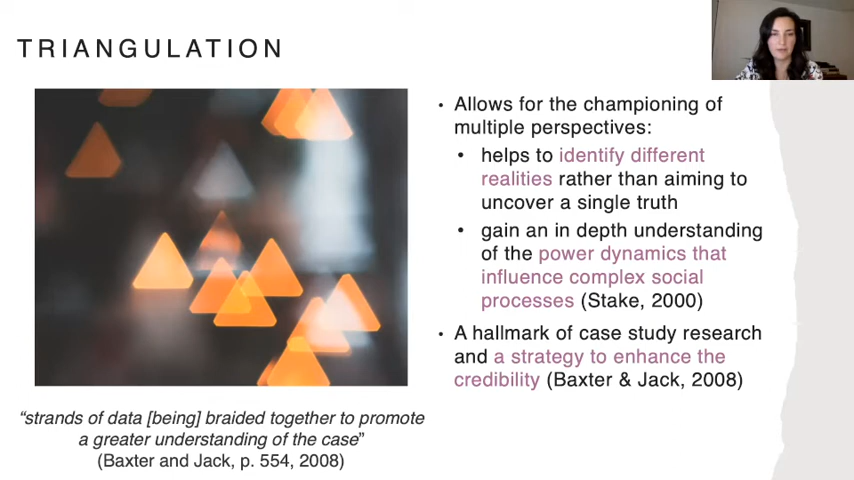 TRIANGULATION
• Allows for the championing of
multiple perspectives:
• helps to identify different
realities rather than aiming to
uncover a single truth
• gain an in depth understanding
of the power dynamics that
influence complex social
processes (Stake, 2000)
• A hallmark of case study research
and a strategy to enhance the
credibility (Baxter & Jack, 2008)
“strands of data [being] braided together to promote
a greater understanding of the case”
(Baxter and Jack, p. 554, 2008)